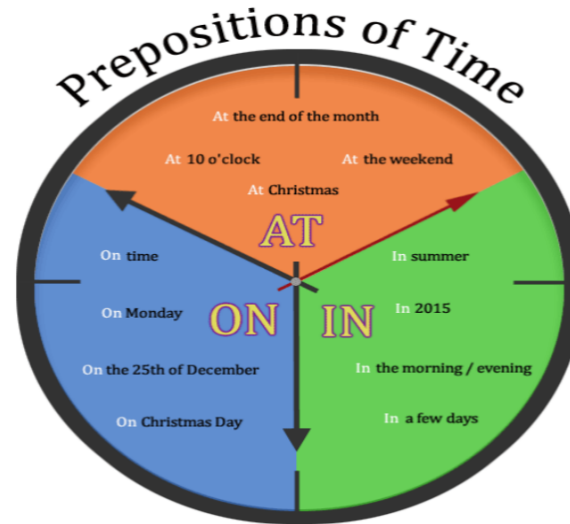 Prepositions of Time
At the end of the month
At 10 o'clock
At the weekend
At Christmas
AT
On time
On Monday
ON
On the 25th of December
On Christmas Day
In summer
In 2015
IN
In the morning / evening
In a few days